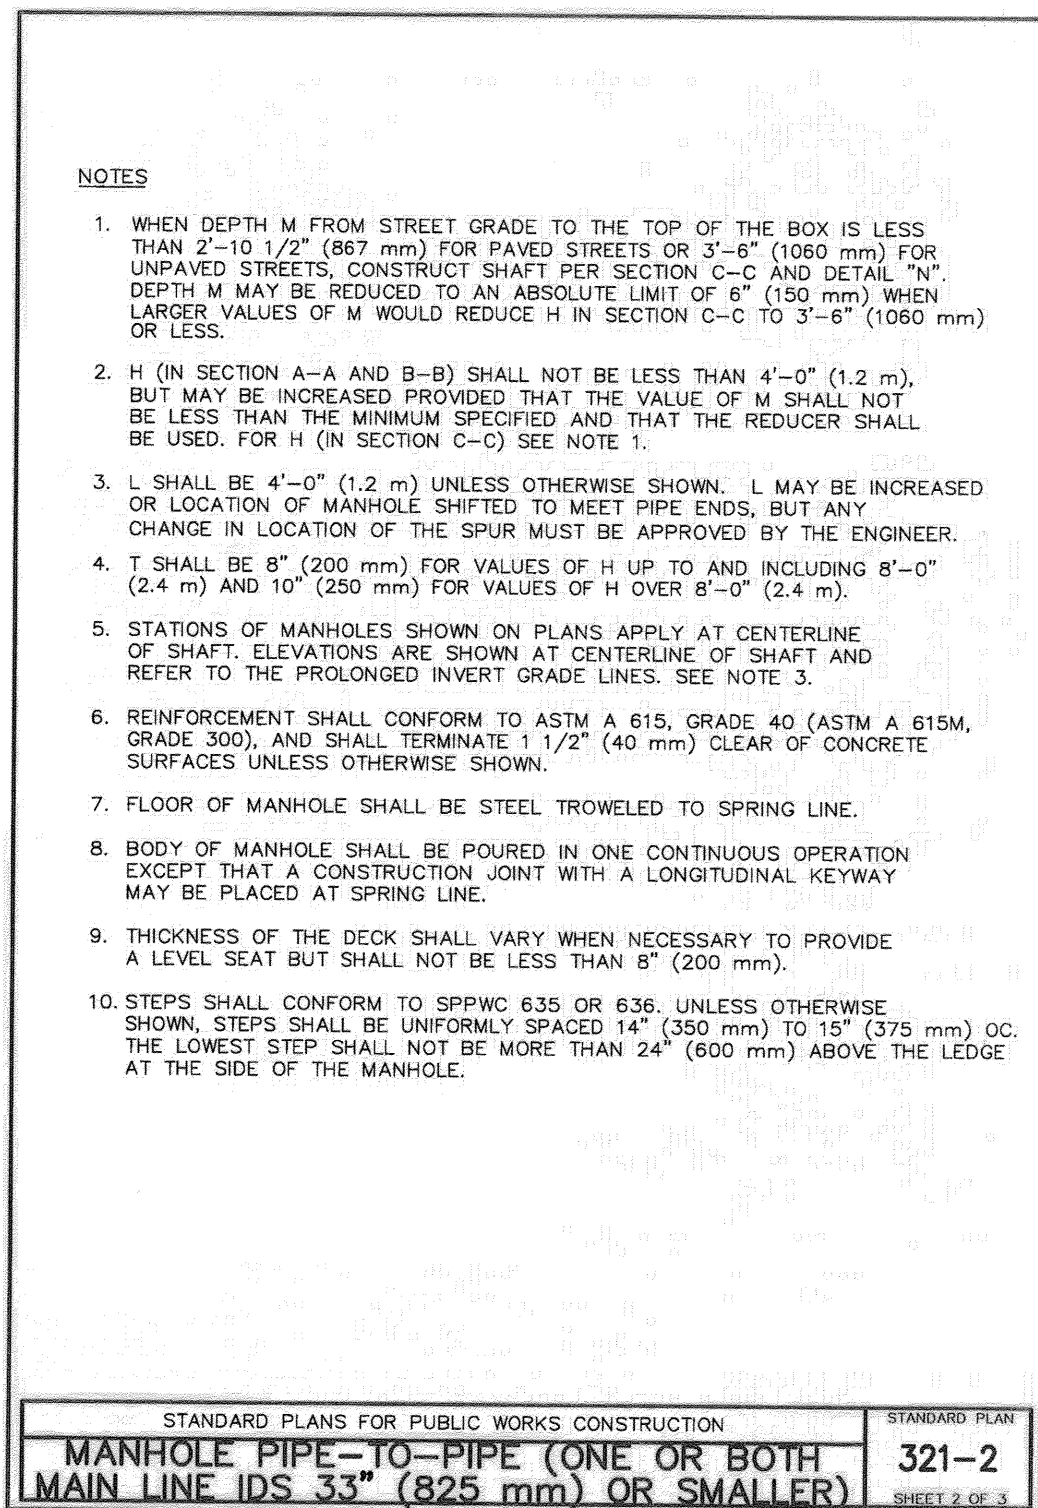 NOTES
1. WHEN DEPTH M FROM STREET GRADE TO THE TOP OF THE BOX IS LESS
THAN 2'-10 1/2" (867 mm) FOR PAVED STREETS OR 3'-6" (1060 mm) FOR
UNPAVED STREETS, CONSTRUCT SHAFT PER SECTION C-C AND DETAIL "N".
DEPTH M MAY BE REDUCED TO AN ABSOLUTE LIMIT OF 6" (150 mm) WHEN
LARGER VALUES OF M WOULD REDUCE H IN SECTION C-C TO 3'-6" (1060 mm)
OR LESS.
2. H (IN SECTION A-A AND B-B) SHALL NOT BE LESS THAN 4'-0" (1.2 m),
BUT MAY BE INCREASED PROVIDED THAT THE VALUE OF M SHALL NOT
BE LESS THAN THE MINIMUM SPECIFIED AND THAT THE REDUCER SHALL
BE USED. FOR H (IN SECTION C-C) SEE NOTE 1.
3. L SHALL BE 4'-0" (1.2 m) UNLESS OTHERWISE SHOWN. L MAY BE INCREASED
OR LOCATION OF MANHOLE SHIFTED TO MEET PIPE ENDS, BUT ANY
CHANGE IN LOCATION OF THE SPUR MUST BE APPROVED BY THE ENGINEER.
4. T SHALL BE 8" (200 mm) FOR VALUES OF H UP TO AND INCLUDING 8'-0"
(2.4 m) AND 10" (250 mm) FOR VALUES OF H OVER 8'-0" (2.4 m).
5. STATIONS OF MANHOLES SHOWN ON PLANS APPLY AT CENTERLINE
OF SHAFT. ELEVATIONS ARE SHOWN AT CENTERLINE OF SHAFT AND
REFER TO THE PROLONGED INVERT GRADE LINES. SEE NOTE 3.
6. REINFORCEMENT SHALL CONFORM TO ASTM A 615, GRADE 40 (ASTM A 615M,
GRADE 300), AND SHALL TERMINATE 1 1/2" (40 mm) CLEAR OF CONCRETE
SURFACES UNLESS OTHERWISE SHOWN.
7. FLOOR OF MANHOLE SHALL BE STEEL TROWELED TO SPRING LINE.
8. BODY OF MANHOLE SHALL BE POURED IN ONE CONTINUOUS OPERATION
EXCEPT THAT A CONSTRUCTION JOINT WITH A LONGITUDINAL KEYWAY
MAY BE PLACED AT SPRING LINE.
9. THICKNESS OF THE DECK SHALL VARY WHEN NECESSARY TO PROVIDE
A LEVEL SEAT BUT SHALL NOT BE LESS THAN 8" (200 mm).
10. STEPS SHALL CONFORM TO SPPWC 635 OR 636. UNLESS OTHERWISE
SHOWN, STEPS SHALL BE UNIFORMLY SPACED 14" (350 mm) TO 15" (375 mm) OC.
THE LOWEST STEP SHALL NOT BE MORE THAN 24" (600 mm) ABOVE THE LEDGE
AT THE SIDE OF THE MANHOLE.
STANDARD PLANS FOR PUBLIC WORKS CONSTRUCTION
MANHOLE PIPE-TO-PIPE (ONE OR BOTH
MAIN LINE IDS 33" (825 mm) OR SMALLER)
STANDARD PLAN
321-2
SHEET 2 OF 3